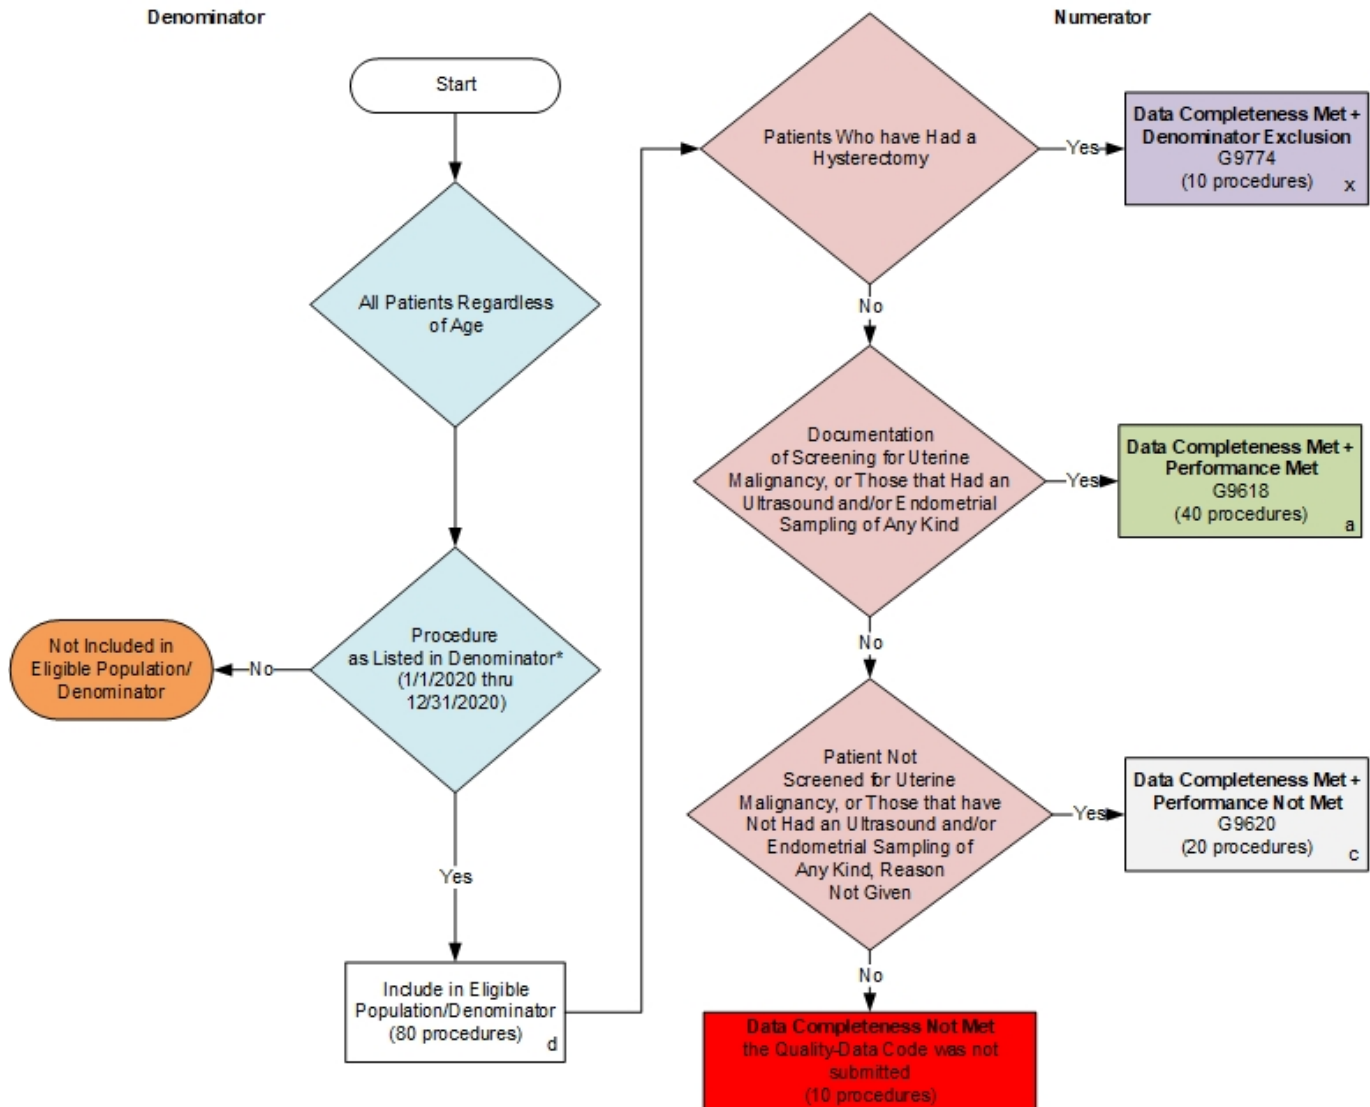 Denominator
Numerator
Start
All Patients Regardless
of Age
Procedure
as Listed in Denominator*
(1/1/2020 thru
12/31/2020)
No
Not Included in
Eligible Population/
Denominator
Yes
Include in Eligible
Population/Denominator
(80 procedures)
d
Patients Who have Had a
Hysterectomy
Yes
Data Completeness Met +
Denominator Exclusion
G9774
(10 procedures)
x
No
Documentation
of Screening for Uterine
Malignancy, or Those that Had an
Ultrasound and/or Endometrial
Sampling of Any Kind
Yes
Data Completeness Met +
Performance Met
G9618
(40 procedures)
a
No
Patient Not
Screened for Uterine
Malignancy, or Those that have
Not Had an Ultrasound and/or
Endometrial Sampling of
Any Kind, Reason
Not Given
Yes
Data Completeness Met +
Performance Not Met
G9620
(20 procedures)
c
No
Data Completeness Not Met
the Quality-Data Code was not
submitted
(10 procedures)